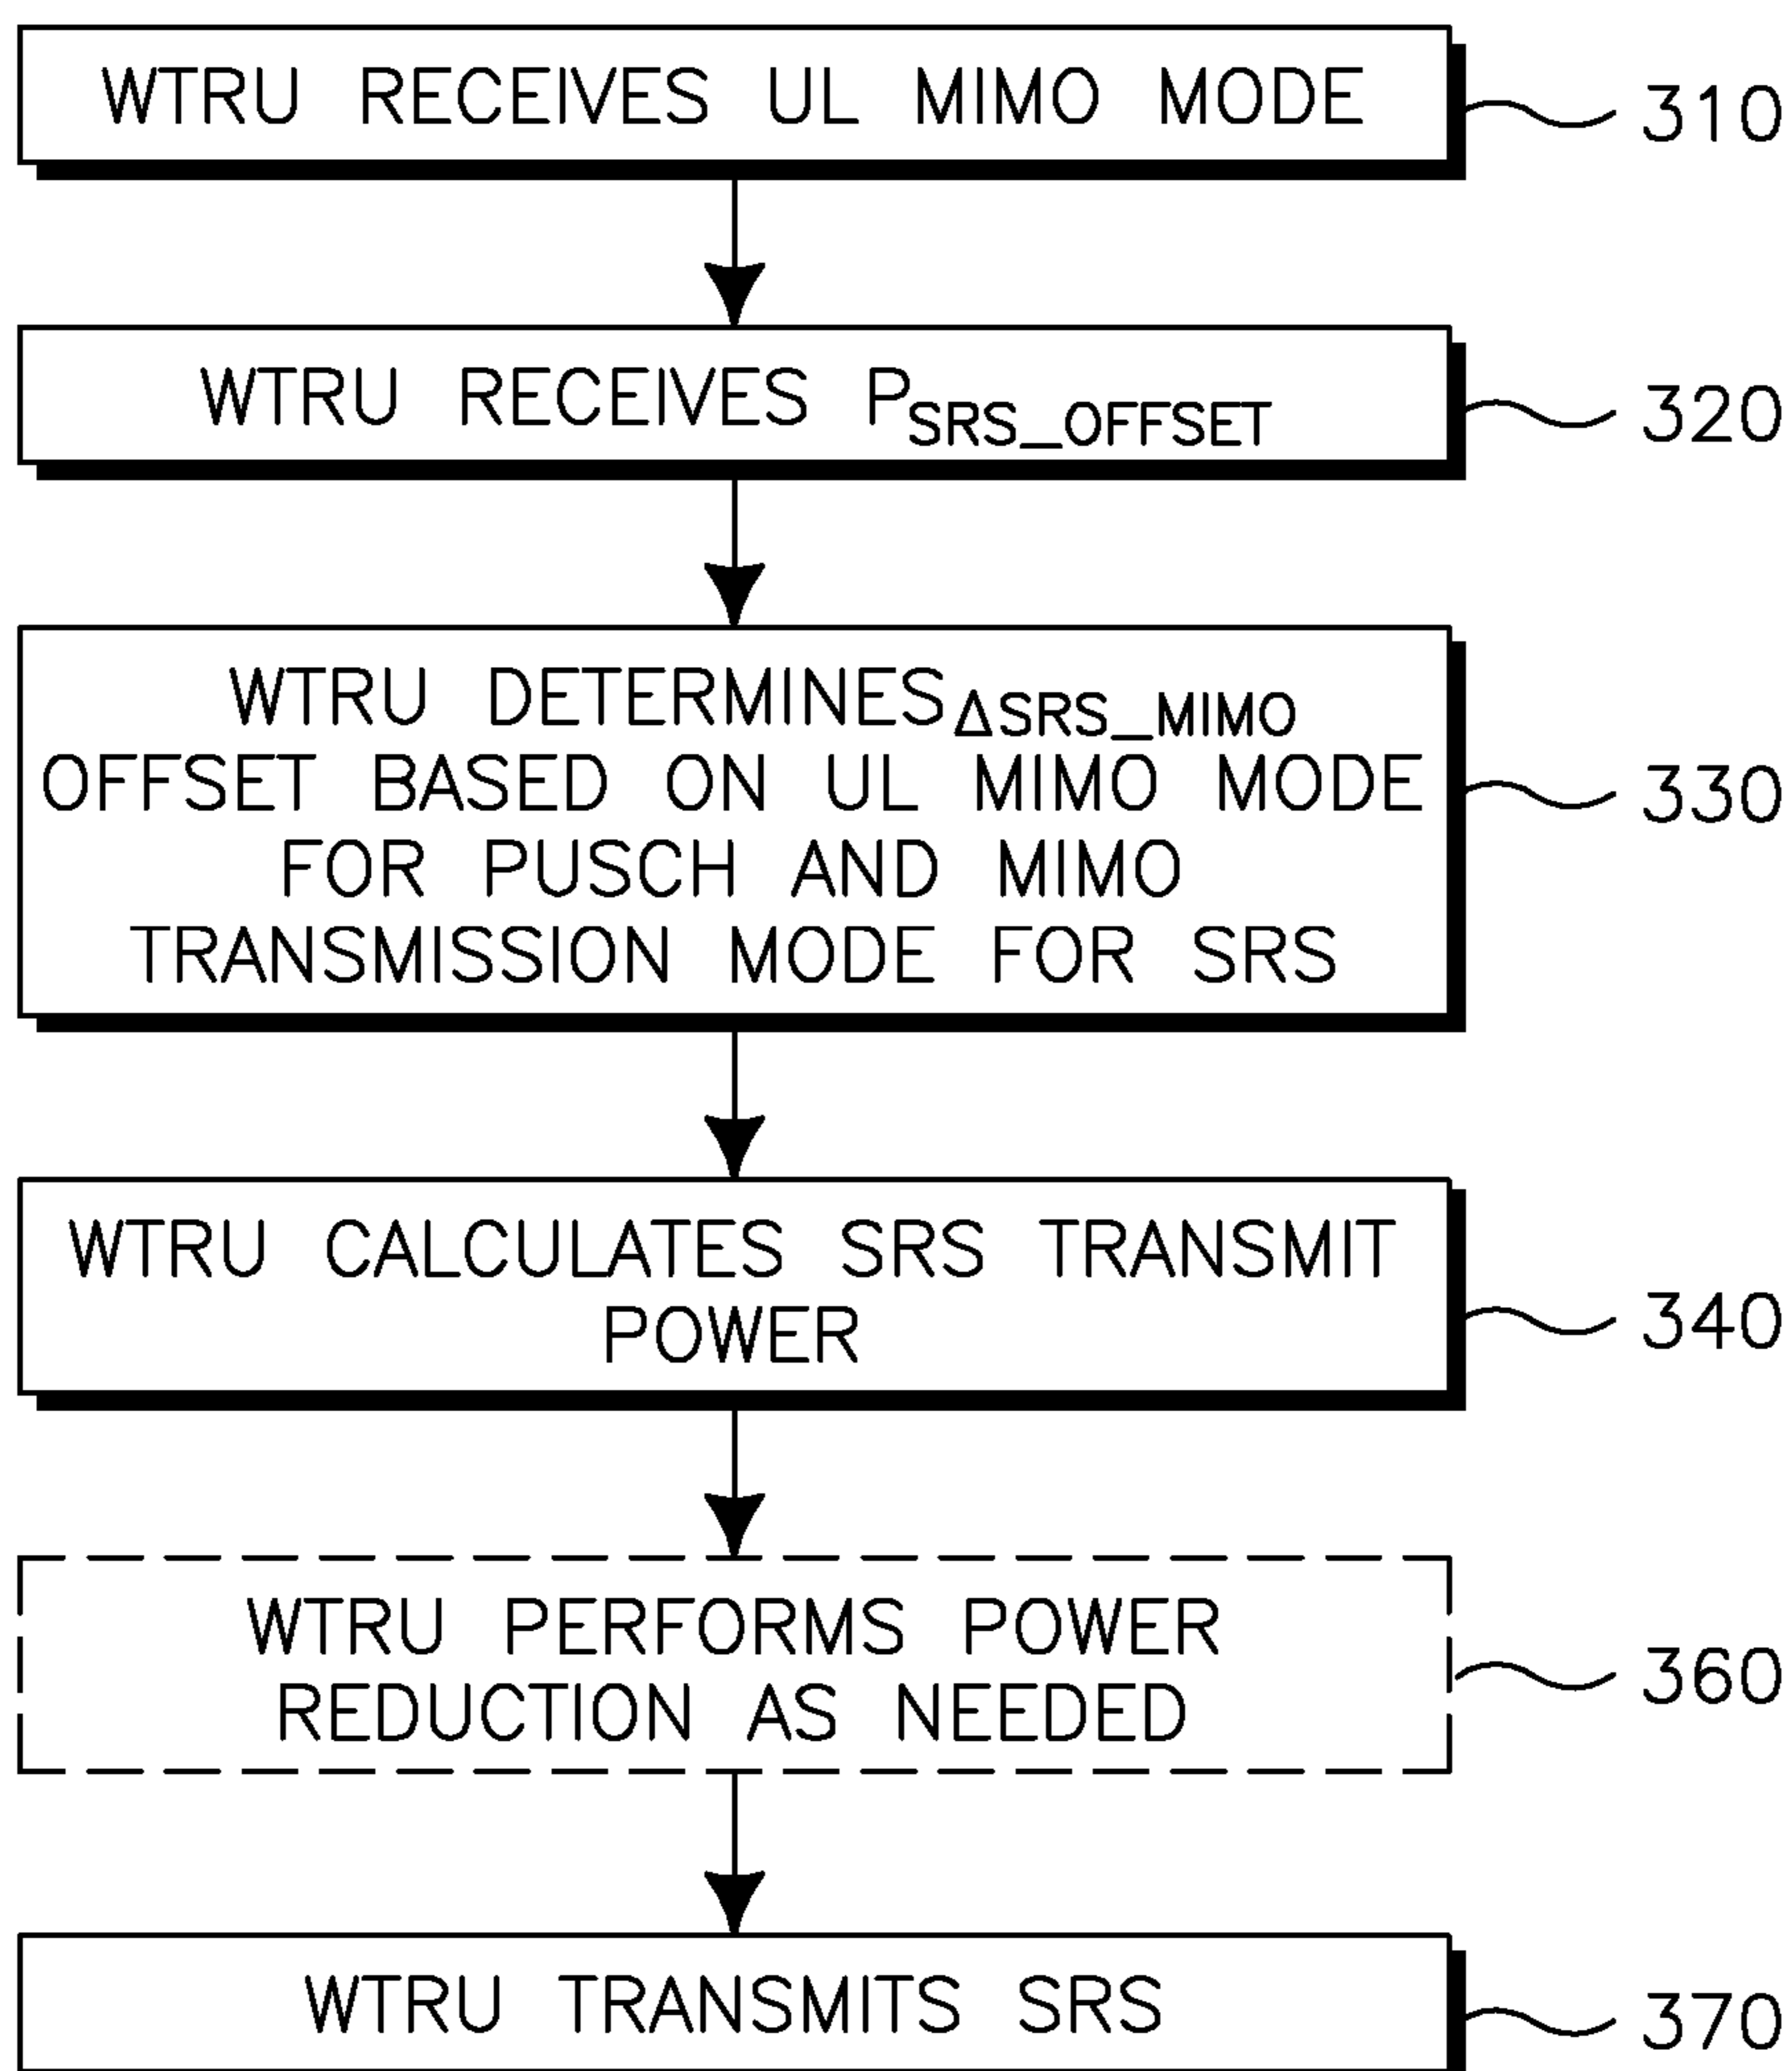 WTRU RECEIVES UL MIMO MODE
310
WTRU RECEIVES PSRS_OFFSET
320
WTRU DETERMINES ΔSRS_MIMO
OFFSET BASED ON UL MIMO MODE
FOR PUSCH AND MIMO
TRANSMISSION MODE FOR SRS
330
WTRU CALCULATES SRS TRANSMIT
POWER
340
WTRU PERFORMS POWER
REDUCTION AS NEEDED
360
WTRU TRANSMITS SRS
370